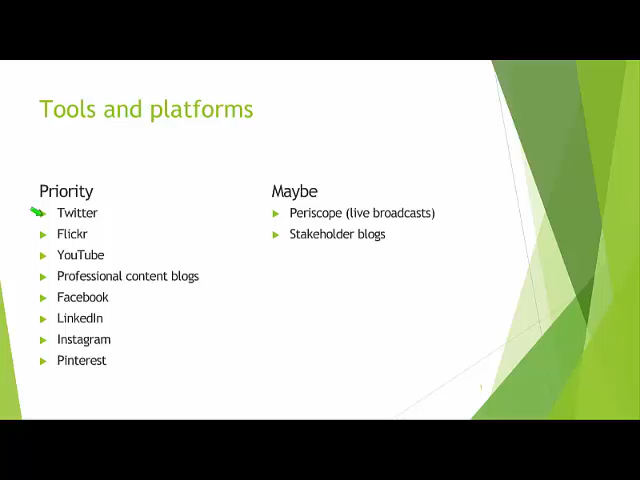 Tools and platforms
Priority
Twitter
Flickr
YouTube
Professional content blogs
Facebook
LinkedIn
Instagram
Pinterest
Maybe
Periscope (live broadcasts)
Stakeholder blogs